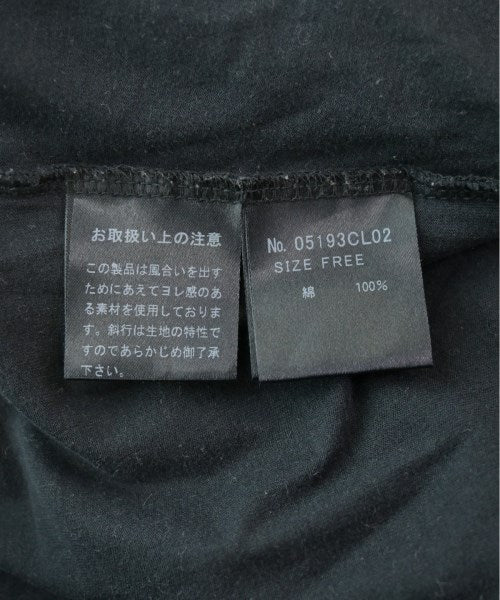 お取扱い上の注意
この製品は風合いを出す
ためにあえてヨレ感のあ
る素材を使用しておりま
す。斜行は生地の特性で
すのであらかじめ御了承
下さい。
No. 05193CL02
SIZE FREE
綿 100%